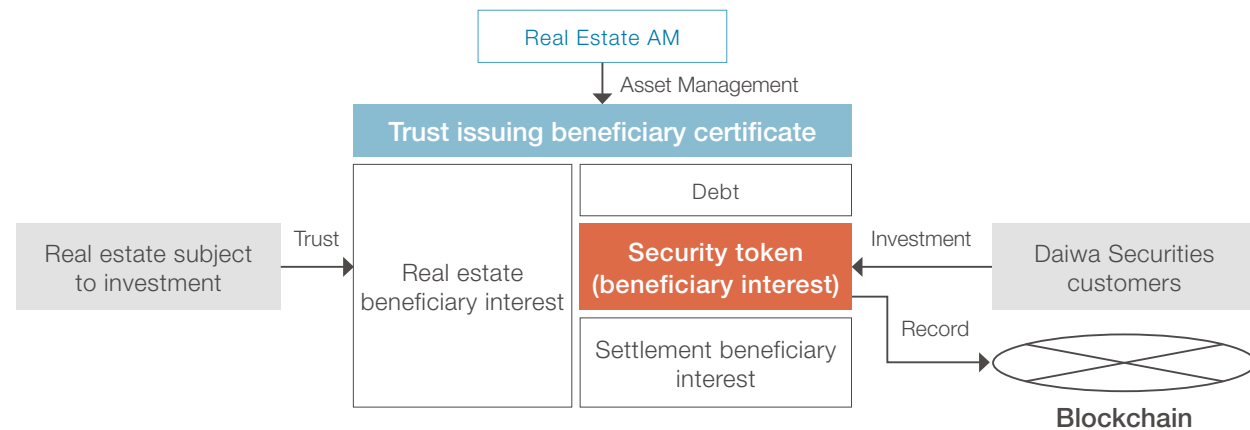 Real Estate AM
Asset Management
Trust issuing beneficiary certificate
Debt
Real estate subject
to investment
Trust
Real estate
beneficiary interest
Security token
(beneficiary interest)
Investment
Daiwa Securities
customers
Settlement beneficiary
interest
Record
Blockchain